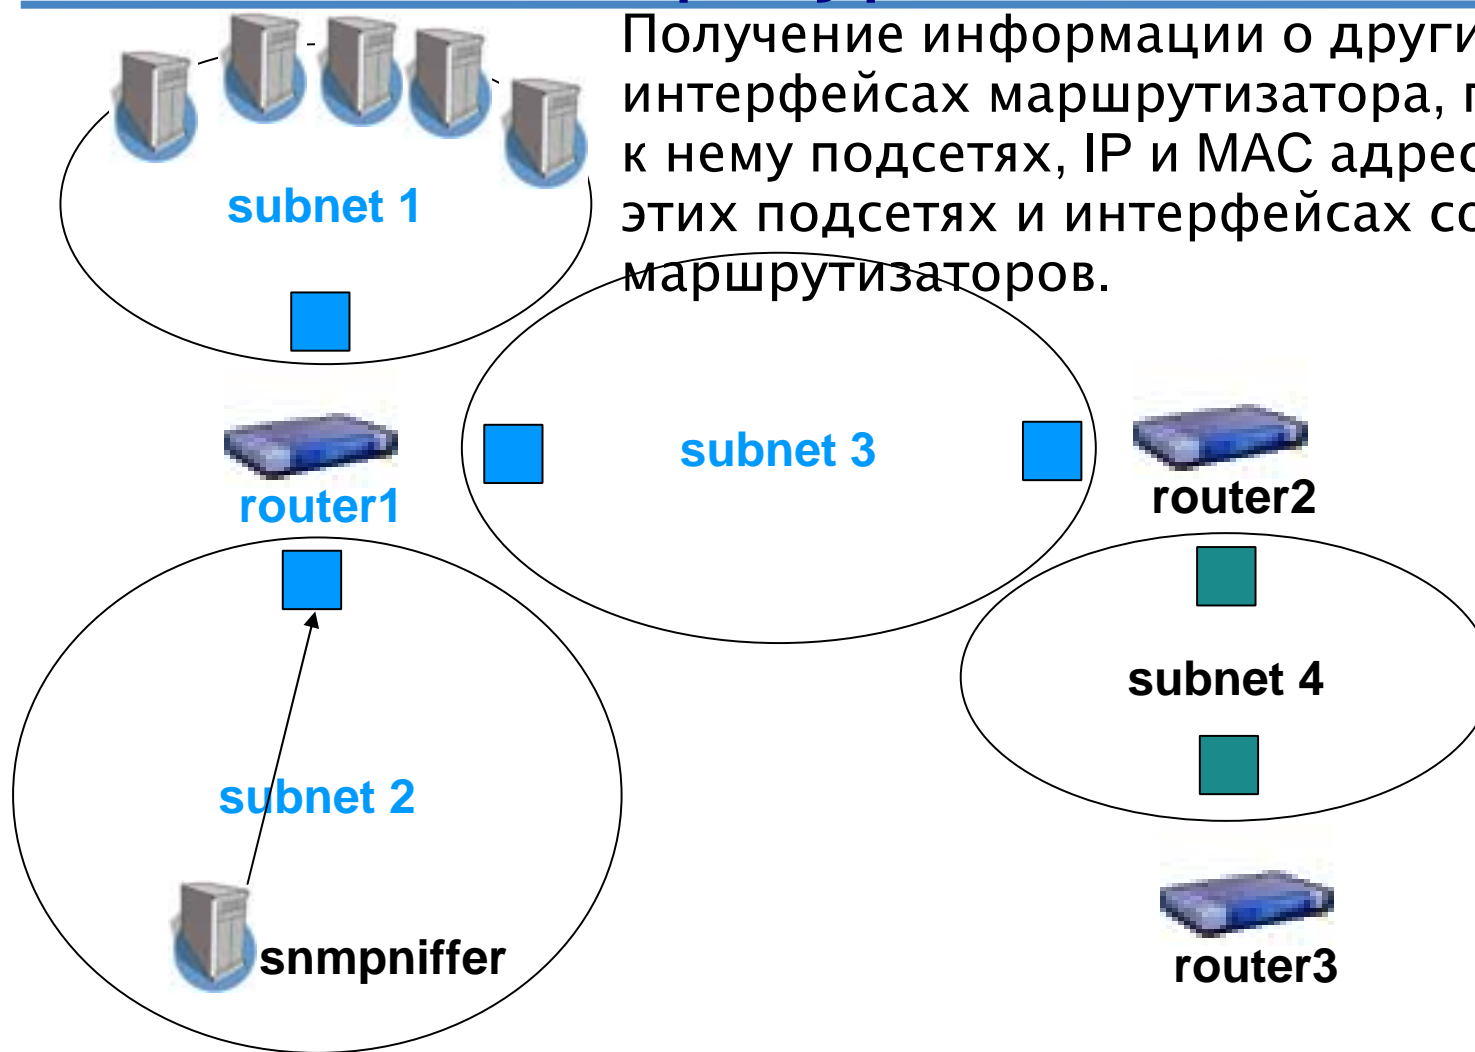 Получение информации о други
интерфейсах маршрутизатора,
к нему подсетях, IP и MAC адрес
этих подсетях и интерфейсах со
маршрутизаторов.
subnet 1
subnet 3
router1
router2
subnet 4
subnet 2
snmpniffer
router3